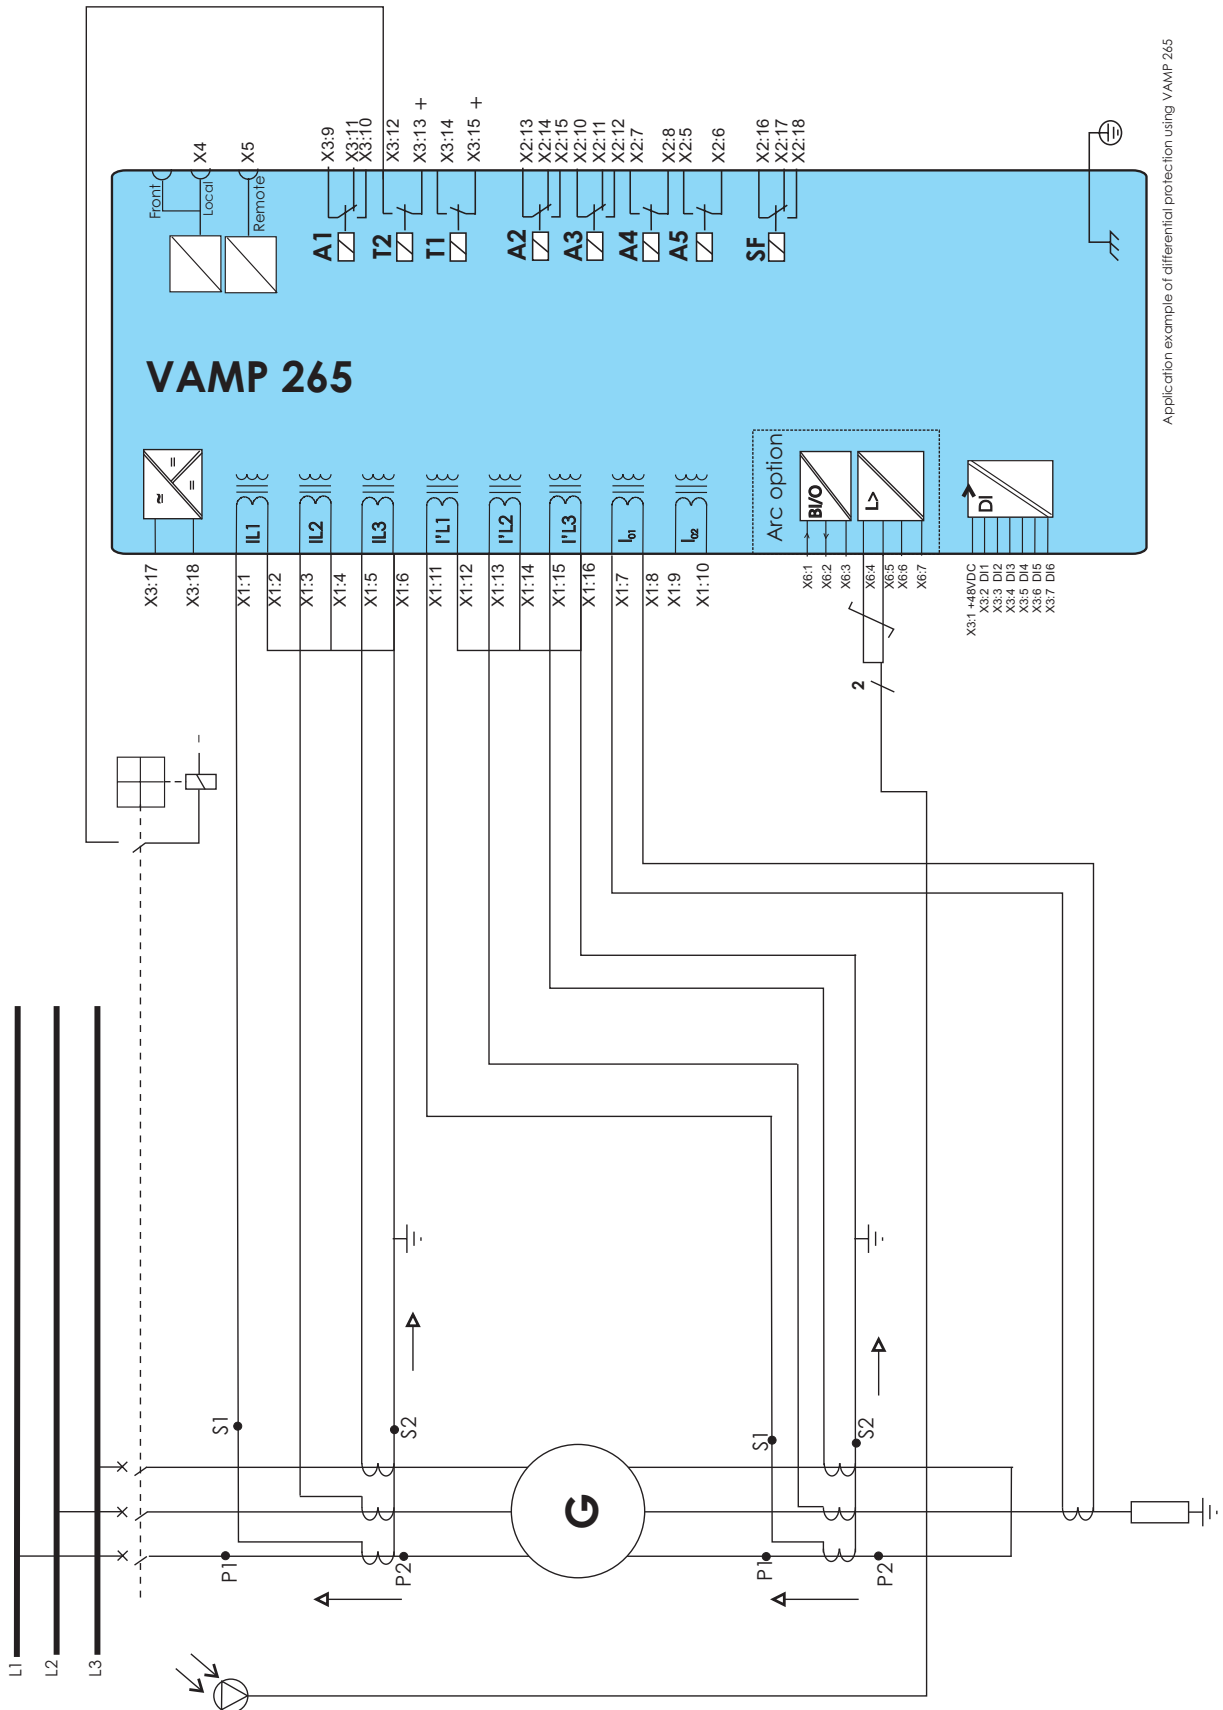 X4
X5
Front
Local
Remote
X3:9
X3:11
X3:10
X3:12
X3:13 +
X3:14
X3:15 +
X2:13
X2:14
X2:15
X2:10
X2:11
X2:12
X2:7
X2:8
X2:5
X2:6
X2:16
X2:17
X2:18
A1
T2
T1
A2
A3
A4
A5
SF
VAMP 265
≂
=
=
IL1
IL2
IL3
I'L1
I'L2
I'L3
I01
I02
Arc option
BI/O
L>
DI
X3:17
X3:18
X1:1
X1:2
X1:3
X1:4
X1:5
X1:6
X1:11
X1:12
X1:13
X1:14
X1:15
X1:16
X1:7
X1:8
X1:9
X1:10
X6:1
X6:2
X6:3
X6:4
X6:5
X6:6
X6:7
X3:1 +48VDC
X3:2 DI1
X3:3 DI2
X3:4 DI3
X3:5 DI4
X3:6 DI5
X3:7 DI6
2
–
S1
S2
S1
S2
G
P1
P2
P1
P2
L1
L2
L3
Application example of differential protection using VAMP 265